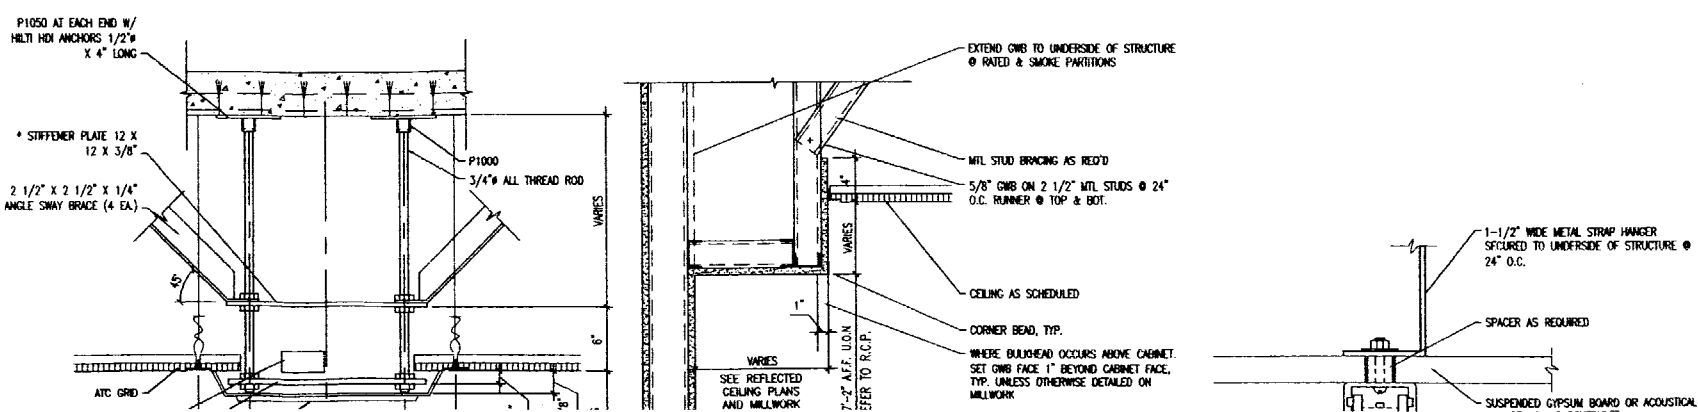 P1050 AT EACH END W/
HILTI HDI ANCHORS 1/2"ø
X 4" LONG
* STIFFENER PLATE 12 X
12 X 3/8"
2 1/2" X 2 1/2" X 1/4"
ANGLE SWAY BRACE (4 EA.)
45°
ATC GRID
P1000
3/4"ø ALL THREAD ROD
VARIES
6"
EXTEND GWB TO UNDERSIDE OF STRUCTURE
@ RATED & SMOKE PARTITIONS
MTL STUD BRACING AS REQ'D
5/8" GWB ON 2 1/2" MTL STUDS @ 24"
O.C. RUNNER @ TOP & BOT.
4"
VARIES
CEILING AS SCHEDULED
1"
CORNER BEAD, TYP.
WHERE BULKHEAD OCCURS ABOVE CABINET.
SET GWB FACE 1" BEYOND CABINET FACE,
TYP. UNLESS OTHERWISE DETAILED ON
MILLWORK
VARIES
SEE REFLECTED
CEILING PLANS
AND MILLWORK
7'-2" A.F.F. U.O.N
REFER TO R.C.P.
1-1/2" WIDE METAL STRAP HANGER
SECURED TO UNDERSIDE OF STRUCTURE @
24" O.C.
SPACER AS REQUIRED
SUSPENDED GYPSUM BOARD OR ACOUSTICAL